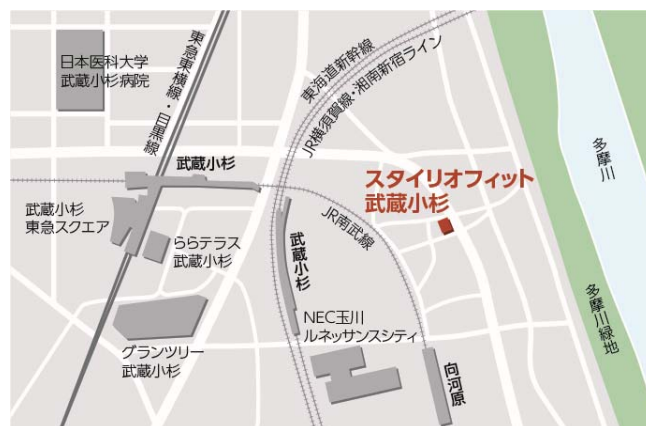 日本医科大学
武蔵小杉病院
東急東横線・目黒線
東海道新幹線
JR横須賀線・湘南新宿ライン
武蔵小杉
スタイリオフィット
武蔵小杉
多摩川
武蔵小杉
東急スクエア
ららテラス
武蔵小杉
武蔵小杉
JR南武線
NEC玉川
ルネッサンスシティ
グランツリー
武蔵小杉
向河原
多摩川緑地